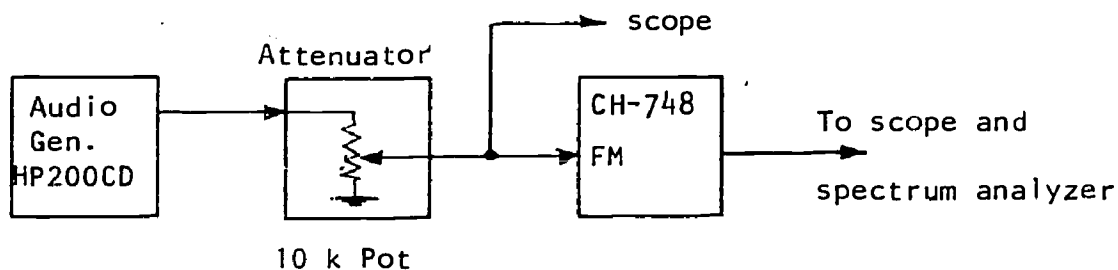 scope
Attenuator
Audio
Gen.
HP200CD
CH-748
FM
To scope and
spectrum analyzer
10 k Pot